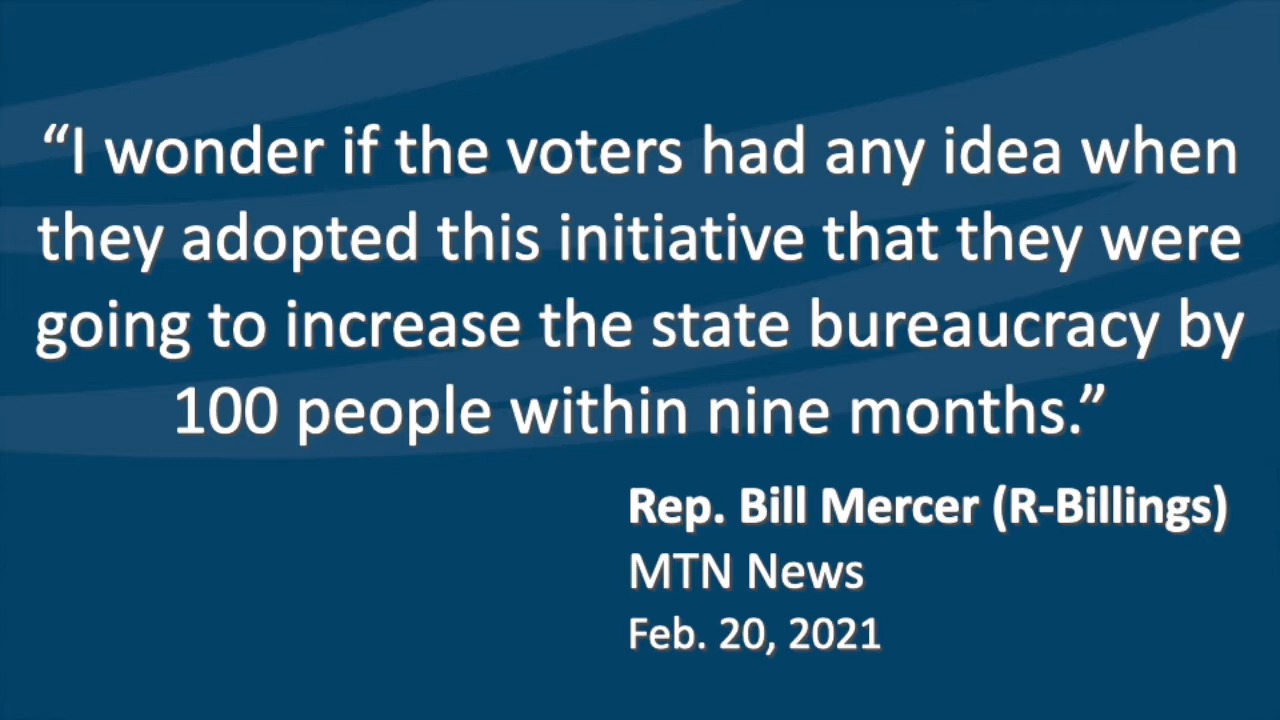 “I wonder if the voters had any idea when
they adopted this initiative that they were
going to increase the state bureaucracy by
100 people within nine months.”
Rep. Bill Mercer (R-Billings)
MTN News
Feb. 20, 2021